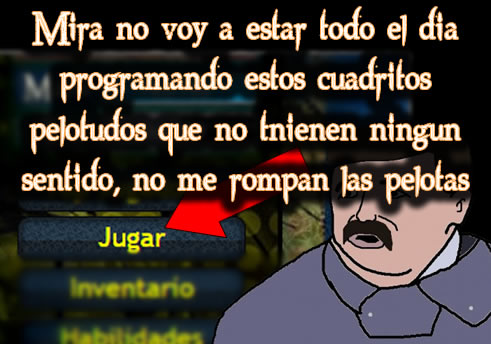 Mira no voy a estar todo el dia
programando estos cuadritos
pelotudos que no tnienen ningun
sentido, no me rompan las pelotas
M
Jugar
Inventario
Habilidades